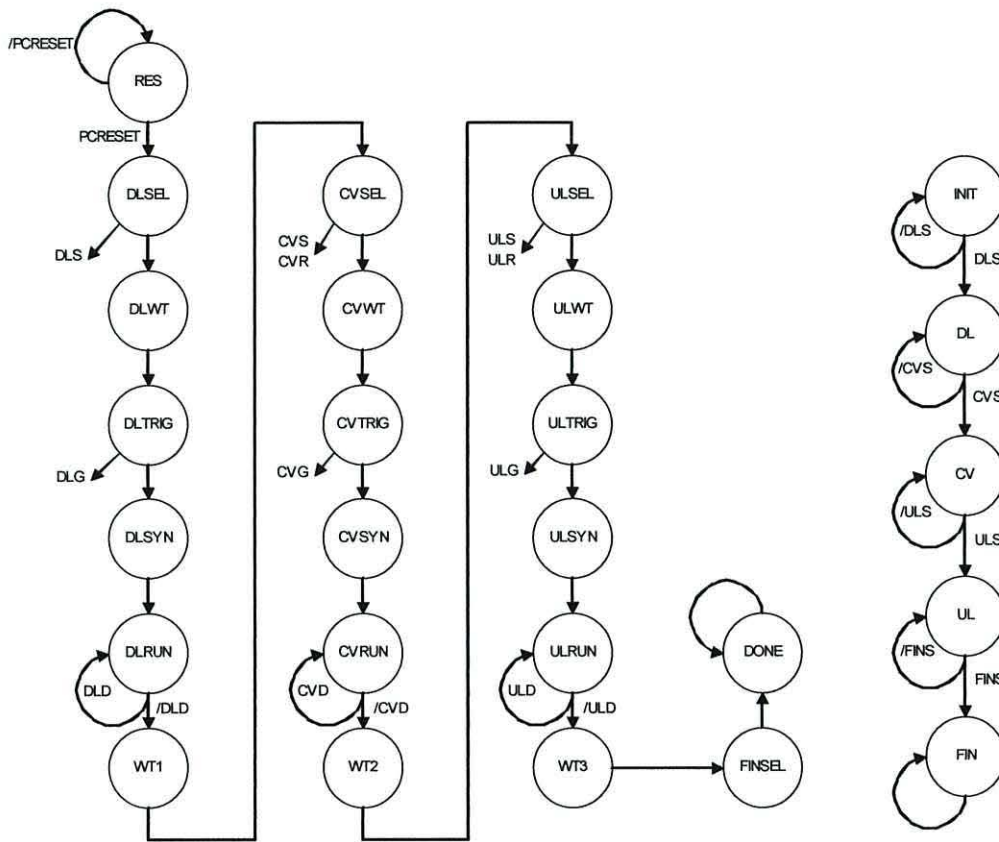 /PCRESET
RES
PCRESET
DLSEL
DLS
DLWT
DLTRIG
DLG
DLSYN
DLRUN
DLD
/DLD
WT1
CVSEL
CVS
CVR
CVWT
CVTRIG
CVG
CVSYN
CVRUN
CVD
/CVD
WT2
ULSEL
ULS
ULR
ULWT
ULTRIG
ULG
ULSYN
ULRUN
ULD
/ULD
WT3
DONE
FINSEL
INIT
/DLS
DLS
DL
/CVS
CVS
CV
/ULS
ULS
UL
/FINS
FINS
FIN